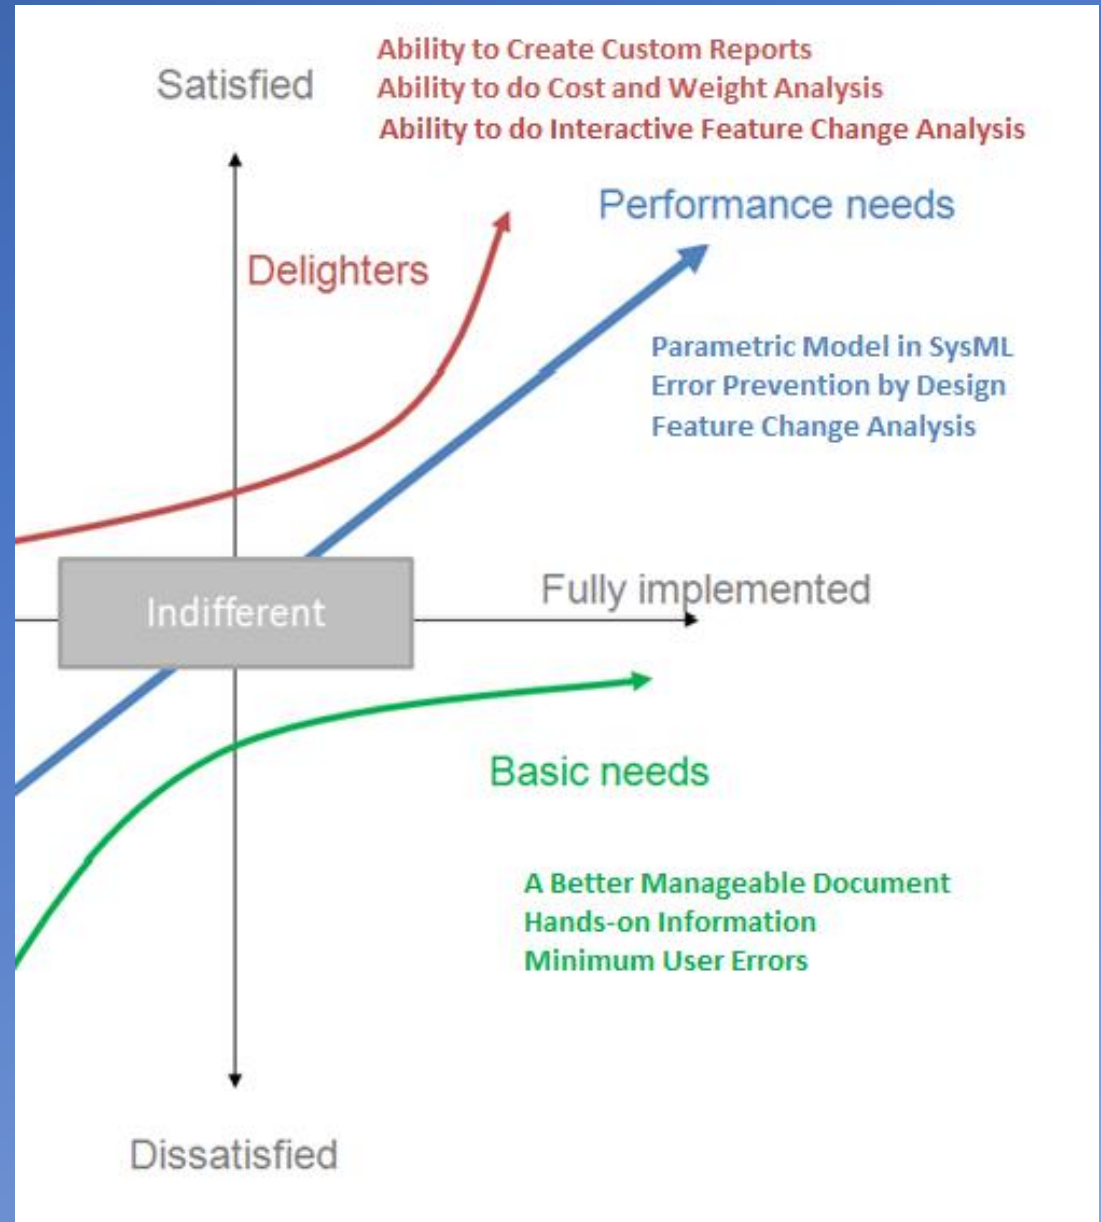 Ability to Create Custom Reports
Satisfied
Ability to do Cost and Weight Analysis
Ability to do Interactive Feature Change Analysis
Performance needs
Delighters
Parametric Model in SysML
Error Prevention by Design
Feature Change Analysis
Fully implemented
Indifferent
Basic needs
A Better Manageable Document
Hands-on Information
Minimum User Errors
Dissatisfied